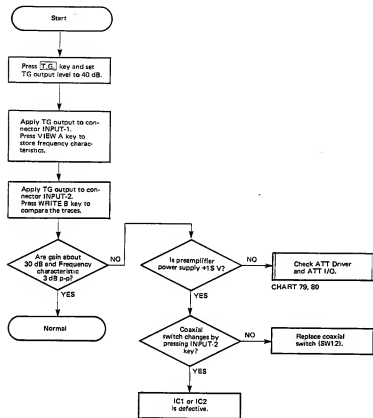 Start
Press T.G. key and set
TG output level to 40 dB.
Apply TG output to con-
nector INPUT-1.
Press VIEW A key to
store frequency charac-
teristics.
Apply TG output to con-
nector INPUT-2.
Press WRITE B key to
compare the traces.
Are gain about
30 dB and Frequency
characteristic
3 dB p-p?
NO
YES
Normal
Is preamplifier
power supply +15 V?
NO
Check ATT Driver
and ATT I/O.
CHART 79, 80
YES
Coaxial
switch changes by
pressing INPUT-2
key?
NO
Replace coaxial
switch (SW12).
YES
IC1 or IC2
is defective.